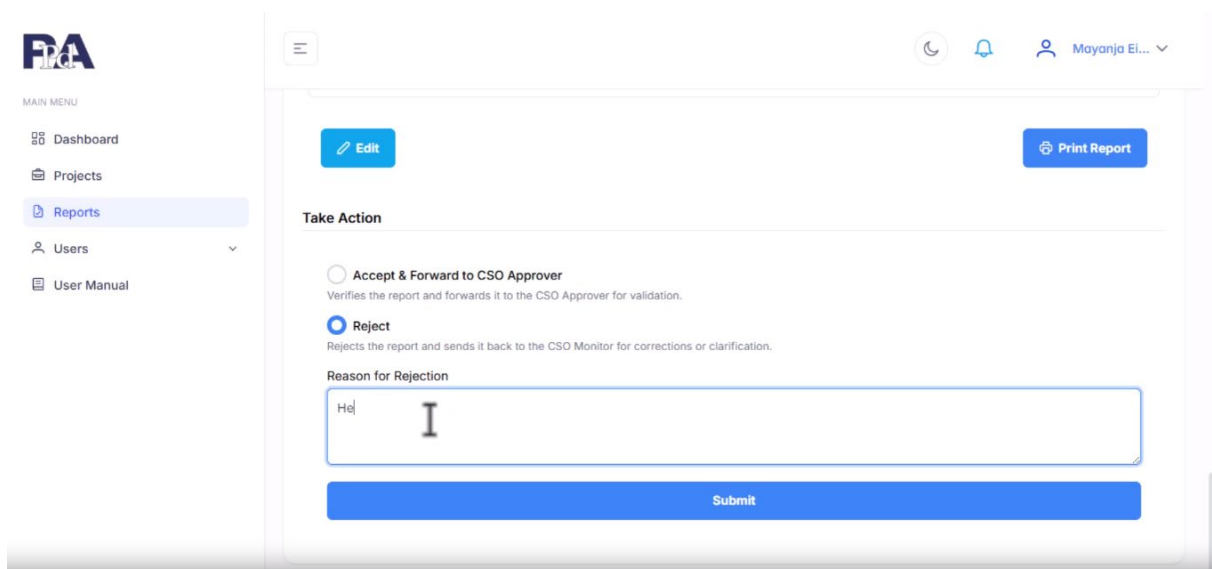 PPdA
Mayanja Ei...
MAIN MENU
Dashboard
Projects
Reports
Users
User Manual
Edit
Print Report
Take Action
Accept & Forward to CSO Approver
Verifies the report and forwards it to the CSO Approver for validation.
Reject
Rejects the report and sends it back to the CSO Monitor for corrections or clarification.
Reason for Rejection
He
Submit